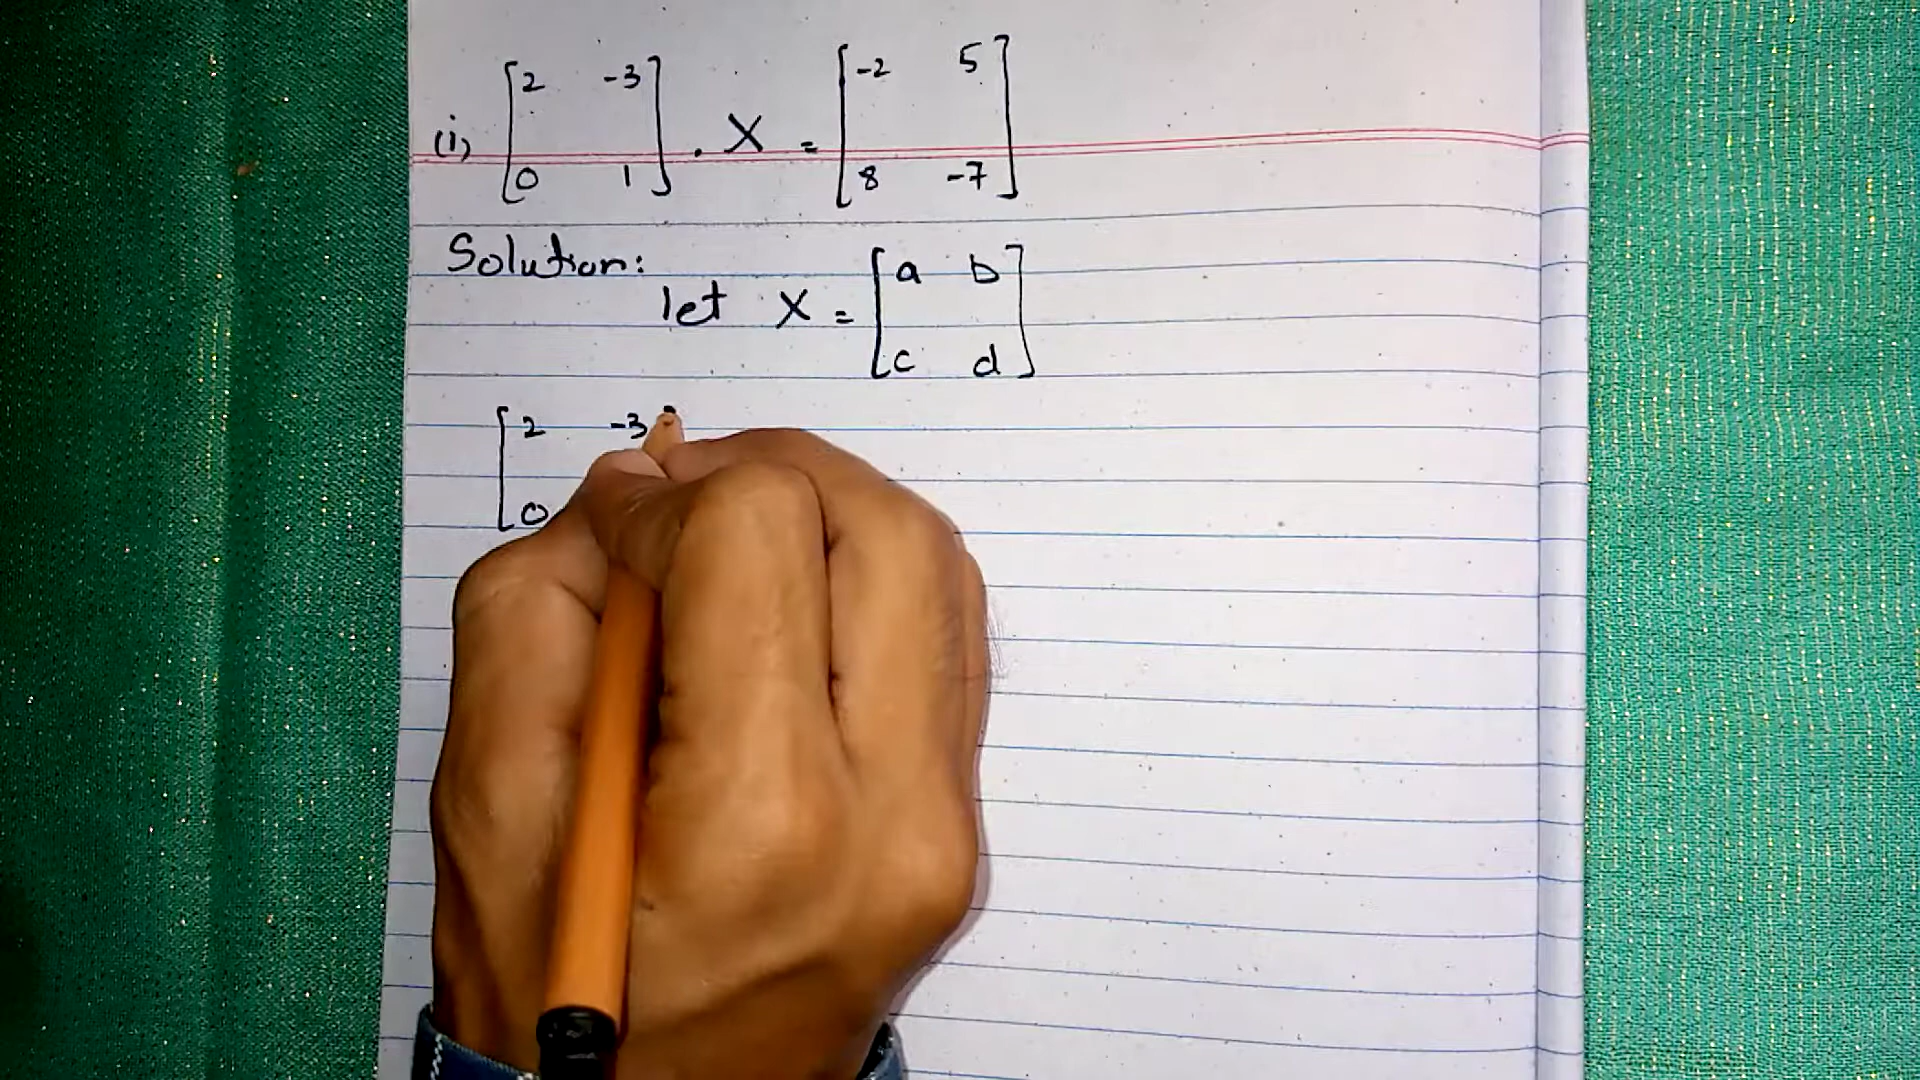 (i) [2 -3 0 1] . X = [-2 5 8 -7]
Solution:
let X = [a b c d]
[2 -3
0